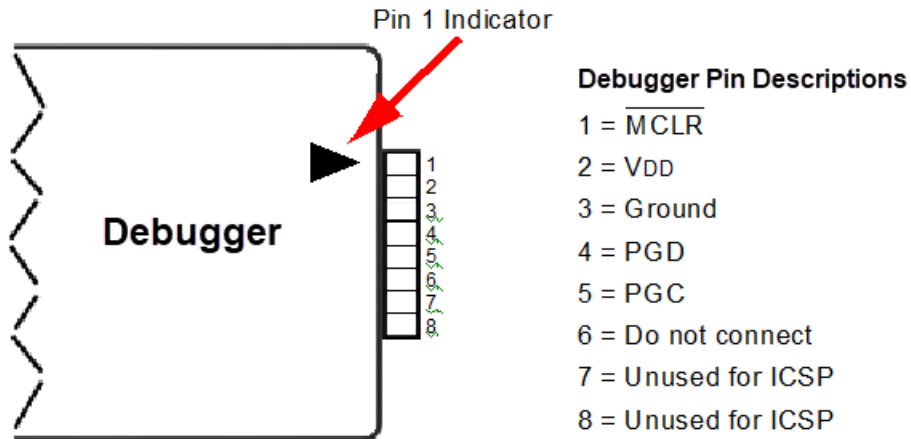 Pin 1 Indicator
Debugger
1
2
3
4
5
6
7
8
Debugger Pin Descriptions
1 = MCLR
2 = VDD
3 = Ground
4 = PGD
5 = PGC
6 = Do not connect
7 = Unused for ICSP
8 = Unused for ICSP